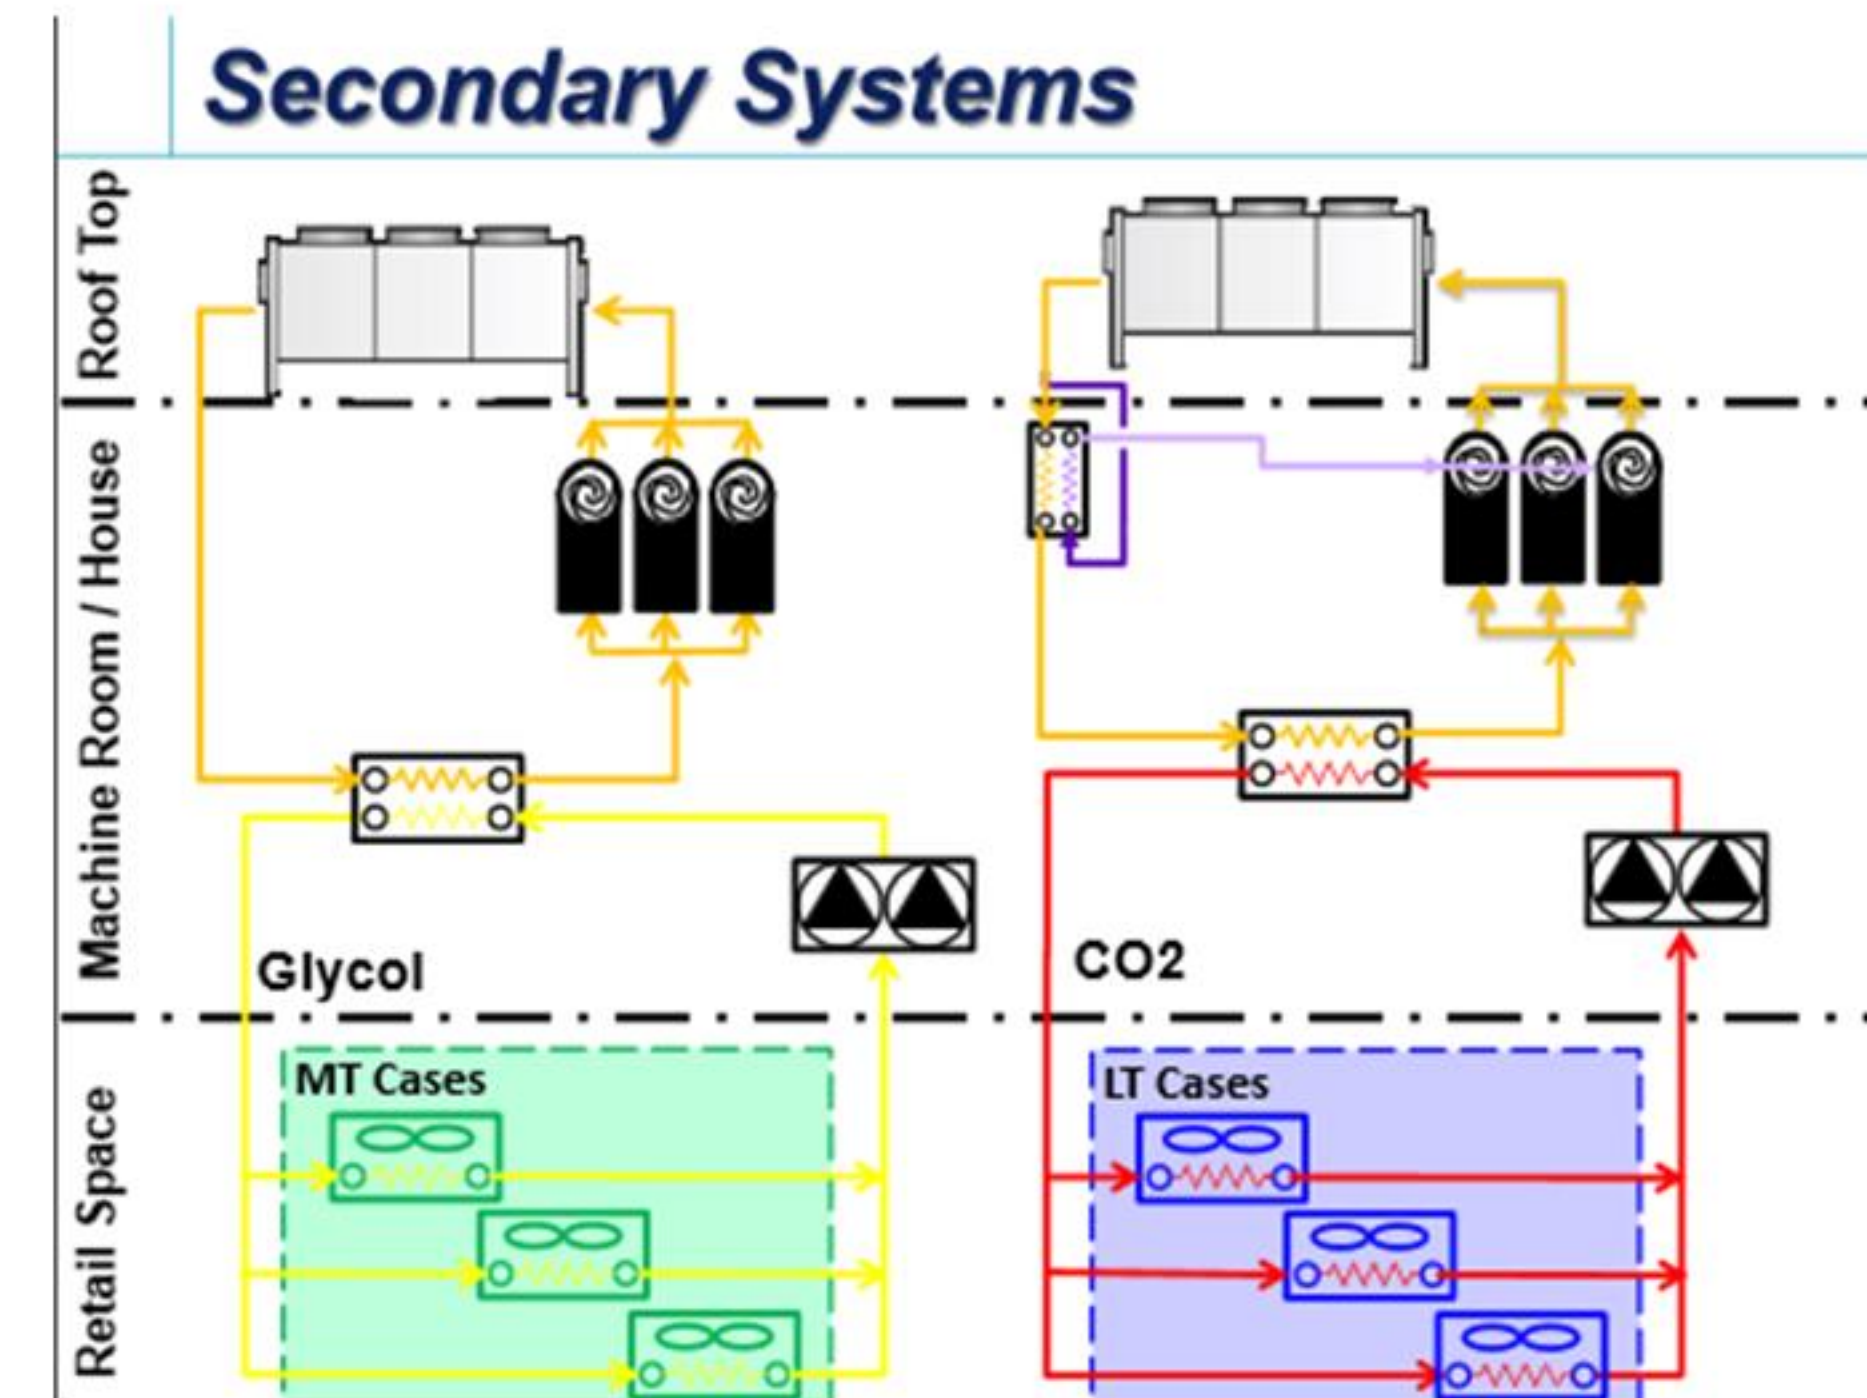 Secondary Systems
Roof Top
Machine Room / House
Glycol
CO2
Retail Space
MT Cases
LT Cases